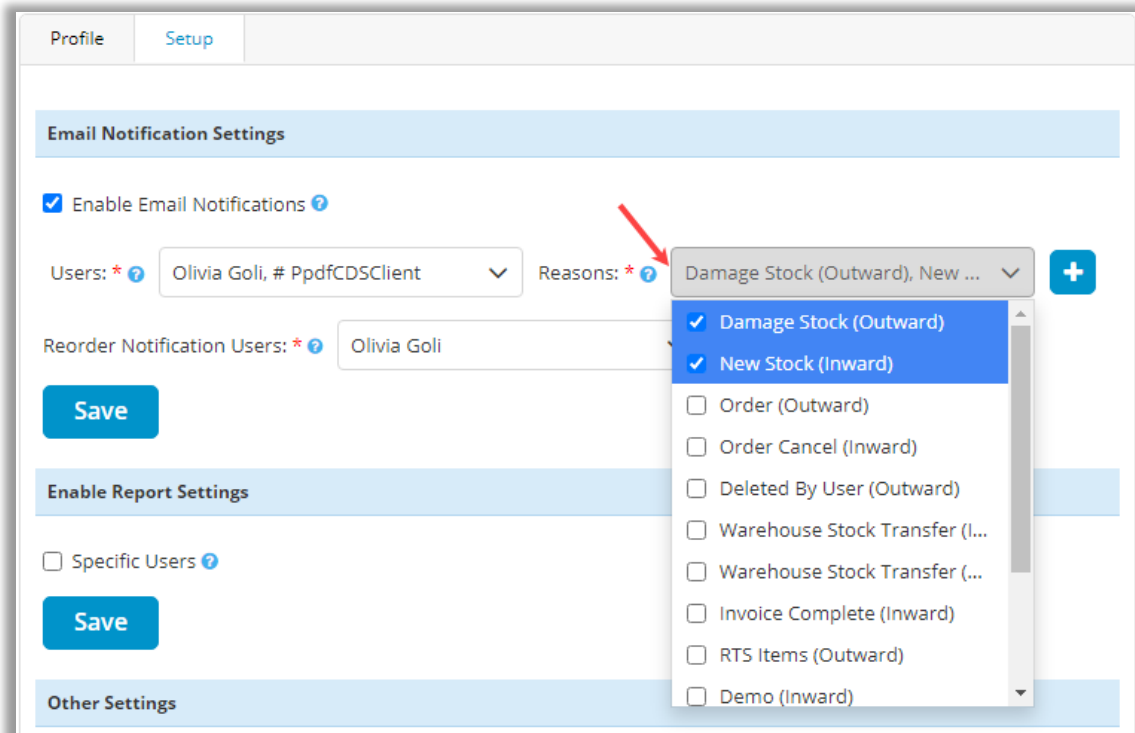 Profile Setup
Email Notification Settings
Enable Email Notifications ?
Users: * ? Olivia Goli, # PpdfCDSClient Reasons: * ? Damage Stock (Outward), New ... +
Damage Stock (Outward)
New Stock (Inward)
Reorder Notification Users: * ? Olivia Goli
Order (Outward)
Save
Order Cancel (Inward)
Deleted By User (Outward)
Enable Report Settings
Warehouse Stock Transfer (I...
Specific Users ?
Warehouse Stock Transfer (...
Invoice Complete (Inward)
Save
RTS Items (Outward)
Demo (Inward)
Other Settings